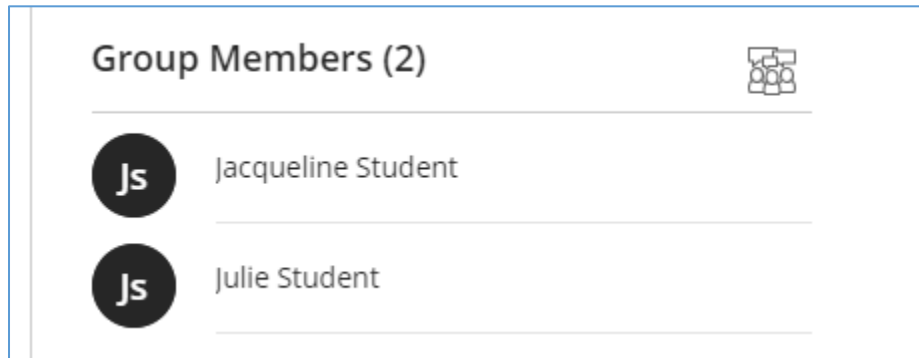 Group Members (2)
Js
Jacqueline Student
Js
Julie Student